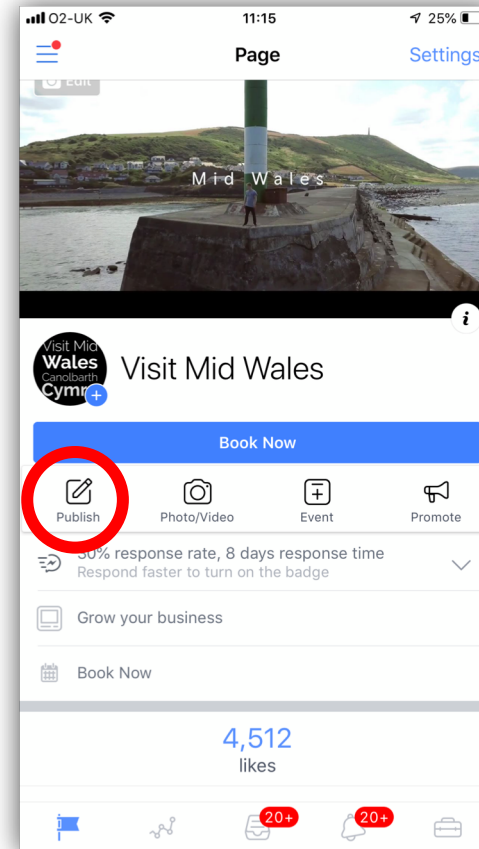 O2-UK 11:15 25%
Page Settings
Edit
Mid Wales
i
Visit Mid
Wales
Canolbarth
Cymru
Visit Mid Wales
Book Now
Publish Photo/Video Event Promote
response rate, 8 days response time
Respond faster to turn on the badge
Grow your business
Book Now
4,512
likes
20+ 20+